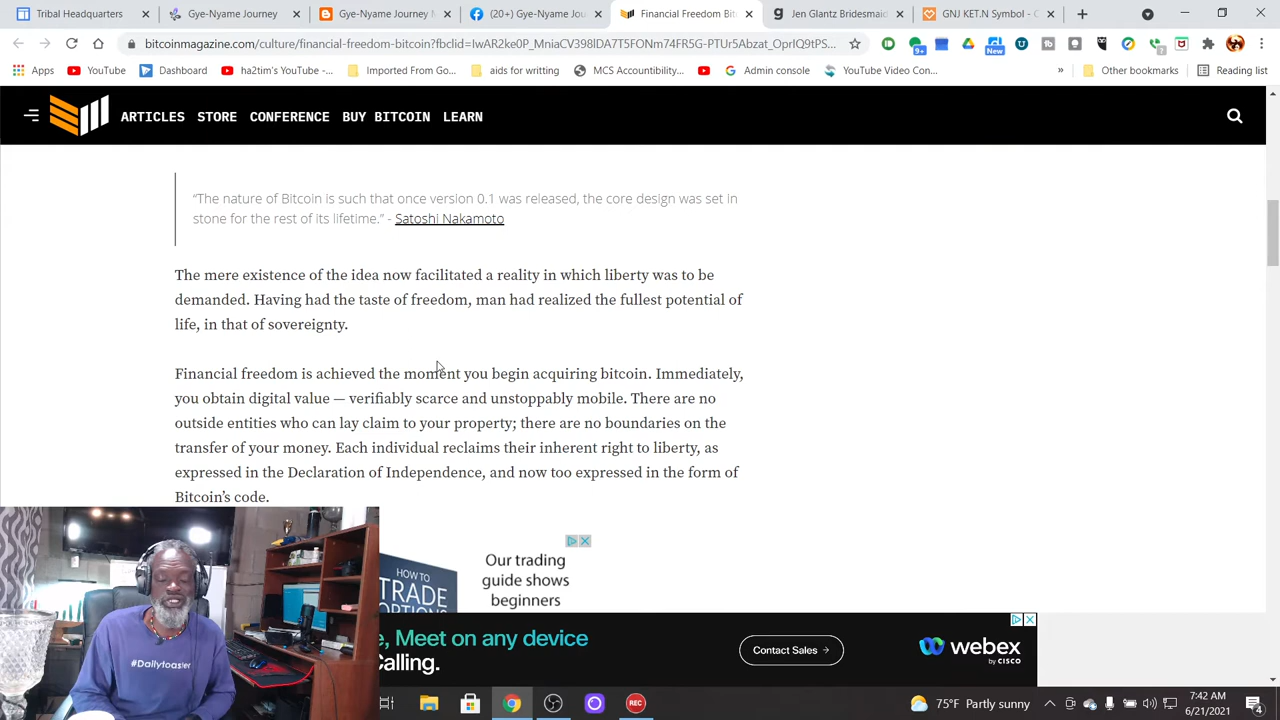 Tribal Headquarters
Gye-Nyame Journey
Gye-Nyame Journey M
(20+) Gye-Nyame Journ
Financial Freedom Bit
Jen Glantz Bridesmaid
GNJ KET.N Symbol - C
bitcoinmagazine.com/culture/financial-freedom-bitcoin?fbclid=IwAR2ke0P_MniaCV398IDA7T5FONm74FR5G-PTUr5Abzat_OprIQ9tPS...
9+
New
Apps
YouTube
Dashboard
ha2tim's YouTube -...
Imported From Go...
aids for writting
MCS Accountibility...
Admin console
YouTube Video Con...
»
Other bookmarks
Reading list
ARTICLES STORE CONFERENCE BUY BITCOIN LEARN
“The nature of Bitcoin is such that once version 0.1 was released, the core design was set in
stone for the rest of its lifetime.” - Satoshi Nakamoto
The mere existence of the idea now facilitated a reality in which liberty was to be
demanded. Having had the taste of freedom, man had realized the fullest potential of
life, in that of sovereignty.
Financial freedom is achieved the moment you begin acquiring bitcoin. Immediately,
you obtain digital value — verifiably scarce and unstoppably mobile. There are no
outside entities who can lay claim to your property; there are no boundaries on the
transfer of your money. Each individual reclaims their inherent right to liberty, as
expressed in the Declaration of Independence, and now too expressed in the form of
Bitcoin’s code.
HOW TO
TRADE
OPTIONS
Our trading
guide shows
beginners
e, Meet on any device
Calling.
Contact Sales →
webex
by CISCO
#Dailytoaster
REC
75°F Partly sunny
7:42 AM
6/21/2021
4